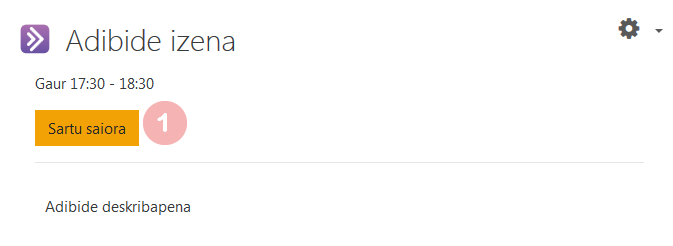 Adibide izena
Gaur 17:30 - 18:30
Sartu saiora
1
Adibide deskribapena